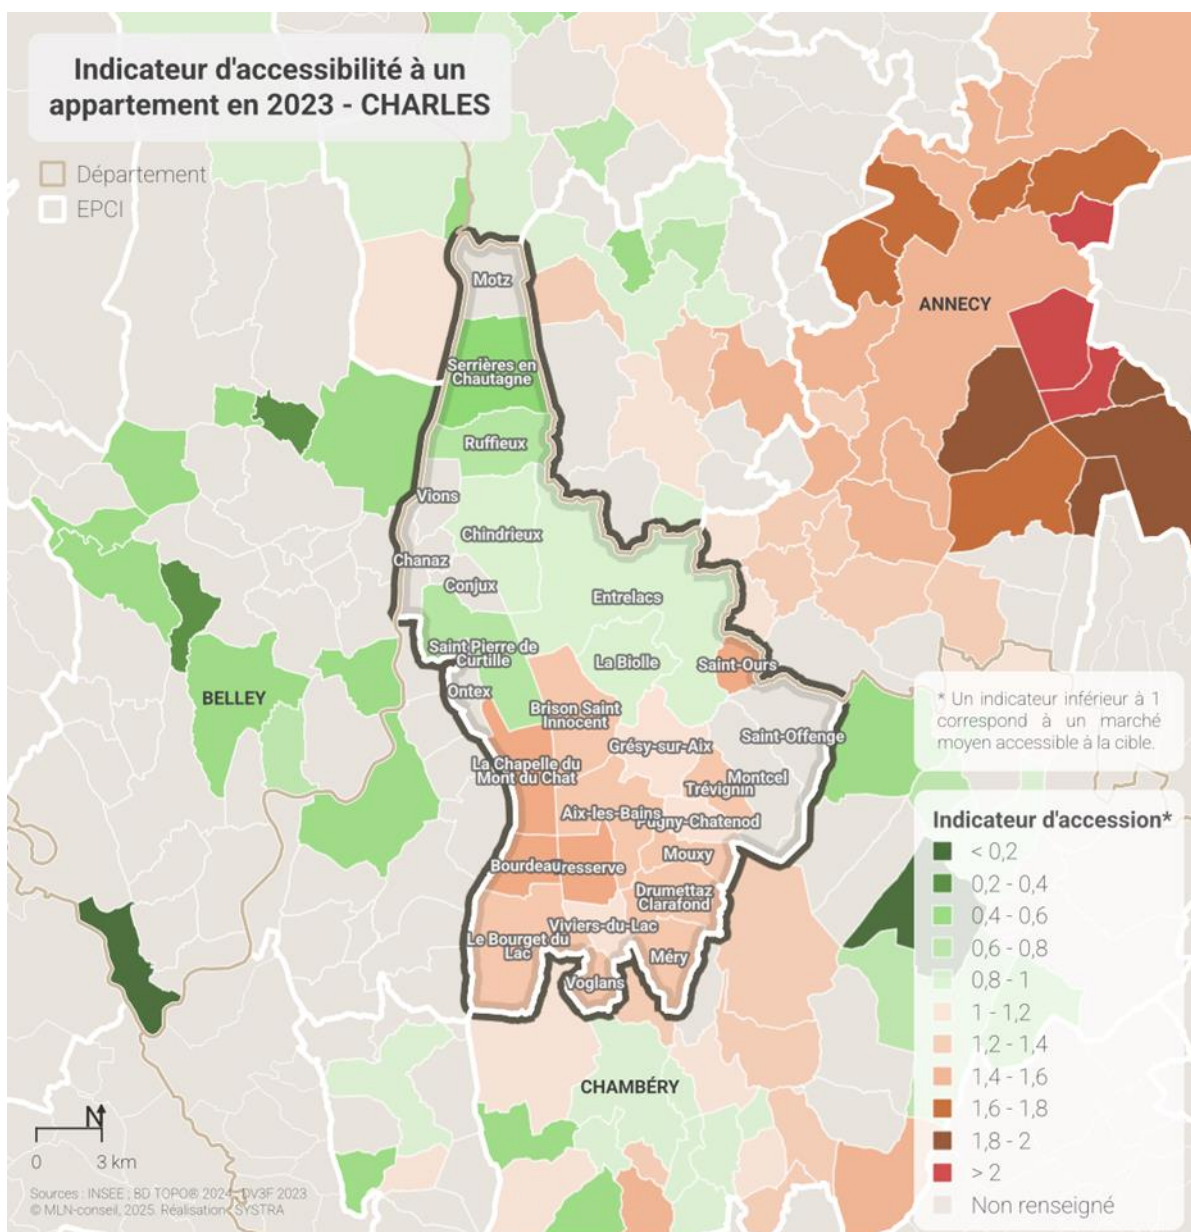 Indicateur d'accessibilité à un
appartement en 2023 - CHARLES
Département
EPCI
Motz
ANNECY
Serrières en
Chautagne
Ruffieux
Vions
Chindrieux
Chanaz
Conjux
Entrelacs
Saint Pierre de
Curtille
La Biolle
Saint-Ours
BELLEY
Ontex
Brison Saint
Innocent
* Un indicateur inférieur à 1
correspond à un marché
moyen accessible à la cible.
Grésy-sur-Aix
Saint-Offenge
La Chapelle du
Mont du Chat
Montcel
Trévignin
Aix-les-Bains
Pugny-Chatenod
Indicateur d'accession*
Mouxy
Bourdeau
resserve
Drumettaz
Clarafond
Viviers-du-Lac
Le Bourget du
Lac
Méry
Voglans
< 0,2
0,2 - 0,4
0,4 - 0,6
0,6 - 0,8
0,8 - 1
1 - 1,2
1,2 - 1,4
1,4 - 1,6
1,6 - 1,8
1,8 - 2
> 2
Non renseigné
CHAMBÉRY
N
0 3 km
Sources : INSEE ; BD TOPO® 2024 ; DV3F 2023
© MLN-conseil, 2025. Réalisation : SYSTRA